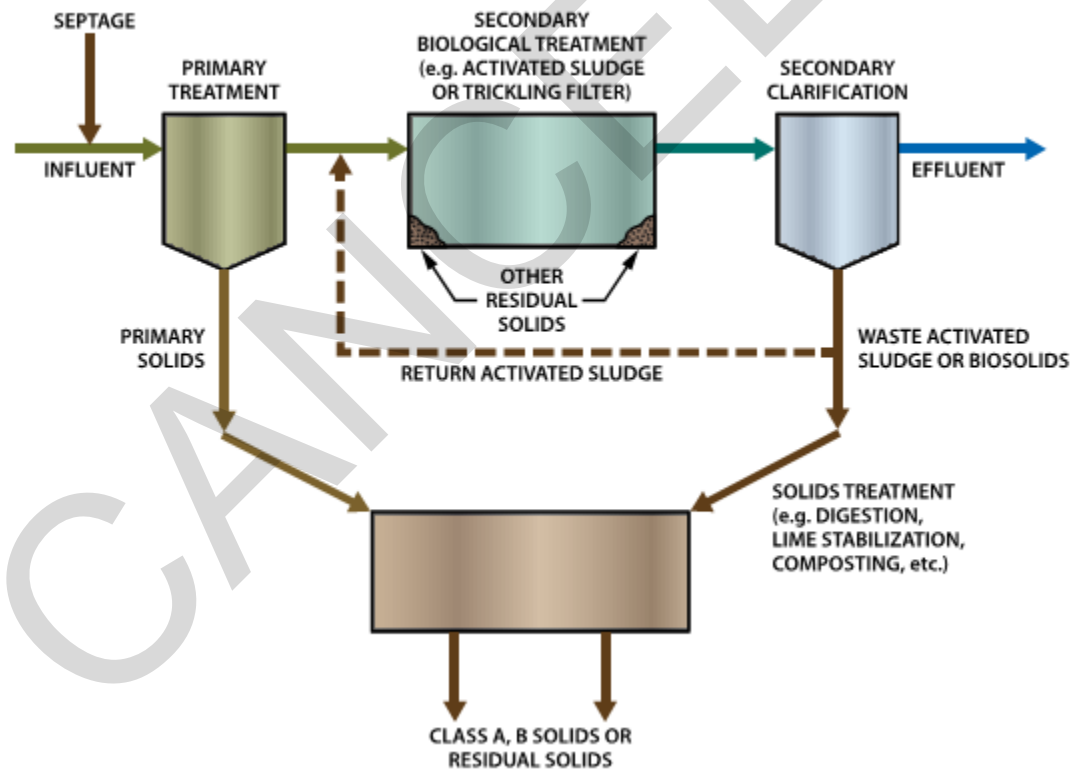 SEPTAGE
PRIMARY
TREATMENT
SECONDARY
BIOLOGICAL TREATMENT
(e.g. ACTIVATED SLUDGE
OR TRICKLING FILTER)
SECONDARY
CLARIFICATION
INFLUENT
EFFLUENT
OTHER
RESIDUAL
SOLIDS
PRIMARY
SOLIDS
RETURN ACTIVATED SLUDGE
WASTE ACTIVATED
SLUDGE OR BIOSOLIDS
SOLIDS TREATMENT
(e.g. DIGESTION,
LIME STABILIZATION,
COMPOSTING, etc.)
CLASS A, B SOLIDS OR
RESIDUAL SOLIDS